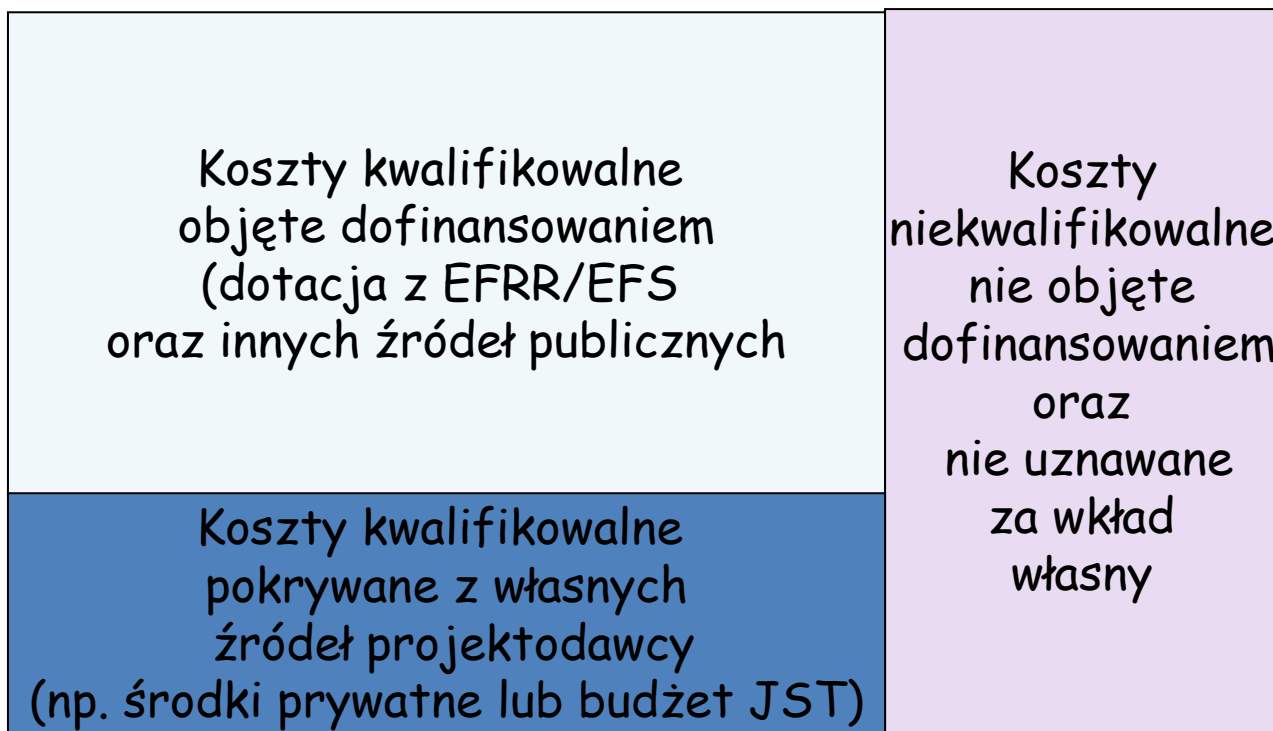 Koszty kwalifikowalne
objęte dofinansowaniem
(dotacja z EFRR/EFS
oraz innych źródeł publicznych
Koszty kwalifikowalne
pokrywane z własnych
źródeł projektodawcy
(np. środki prywatne lub budżet JST)
Koszty
niekwalifikowalne
nie objęte
dofinansowaniem
oraz
nie uznawane
za wkład
własny